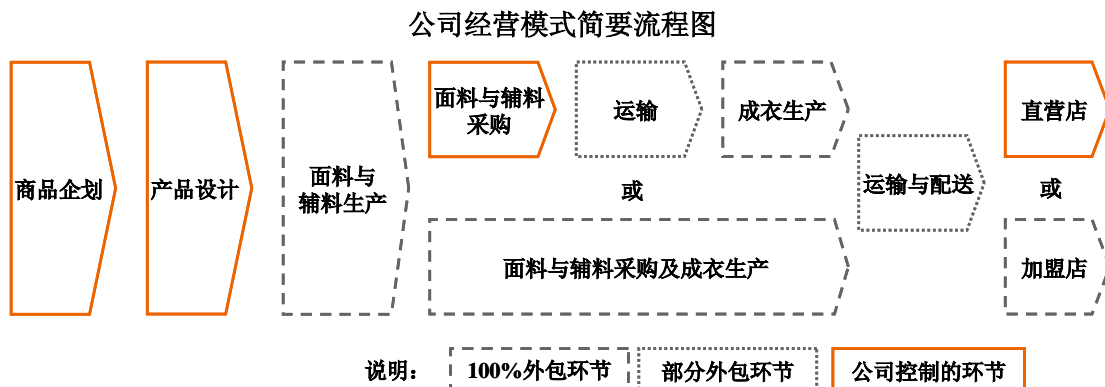 公司经营模式简要流程图
商品企划
产品设计
面料与
辅料生产
面料与辅料
采购
运输
成衣生产
或
面料与辅料采购及成衣生产
运输与配送
直营店
或
加盟店
说明：
100%外包环节
部分外包环节
公司控制的环节